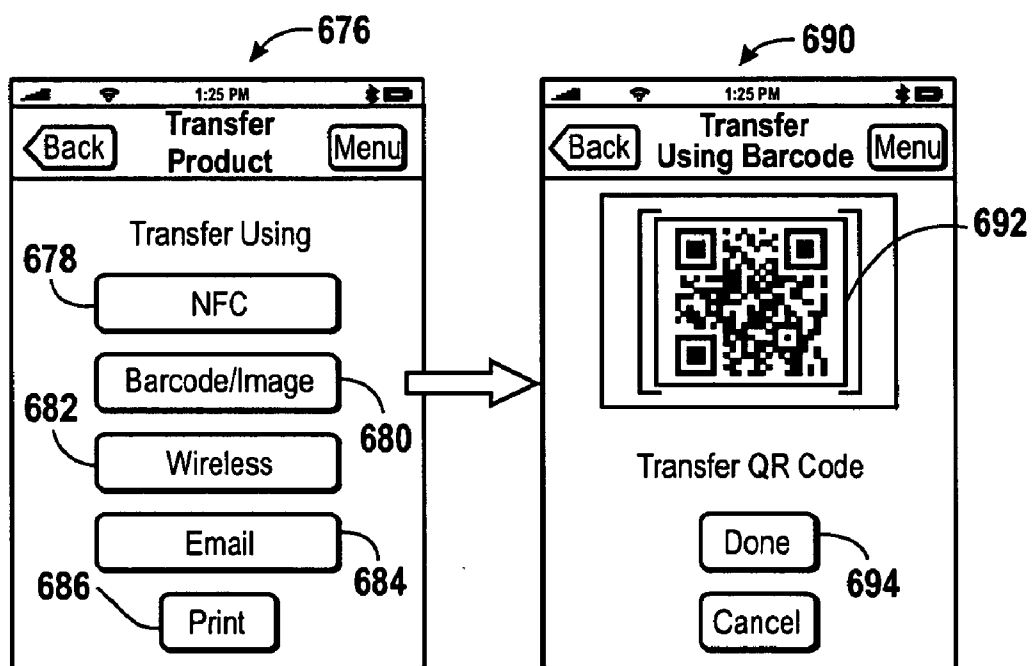 676
1:25 PM
Back
Transfer
Product
Menu
Transfer Using
678
NFC
Barcode/Image
680
682
Wireless
Email
684
686
Print
690
1:25 PM
Back
Transfer
Using Barcode
Menu
692
Transfer QR Code
Done
694
Cancel